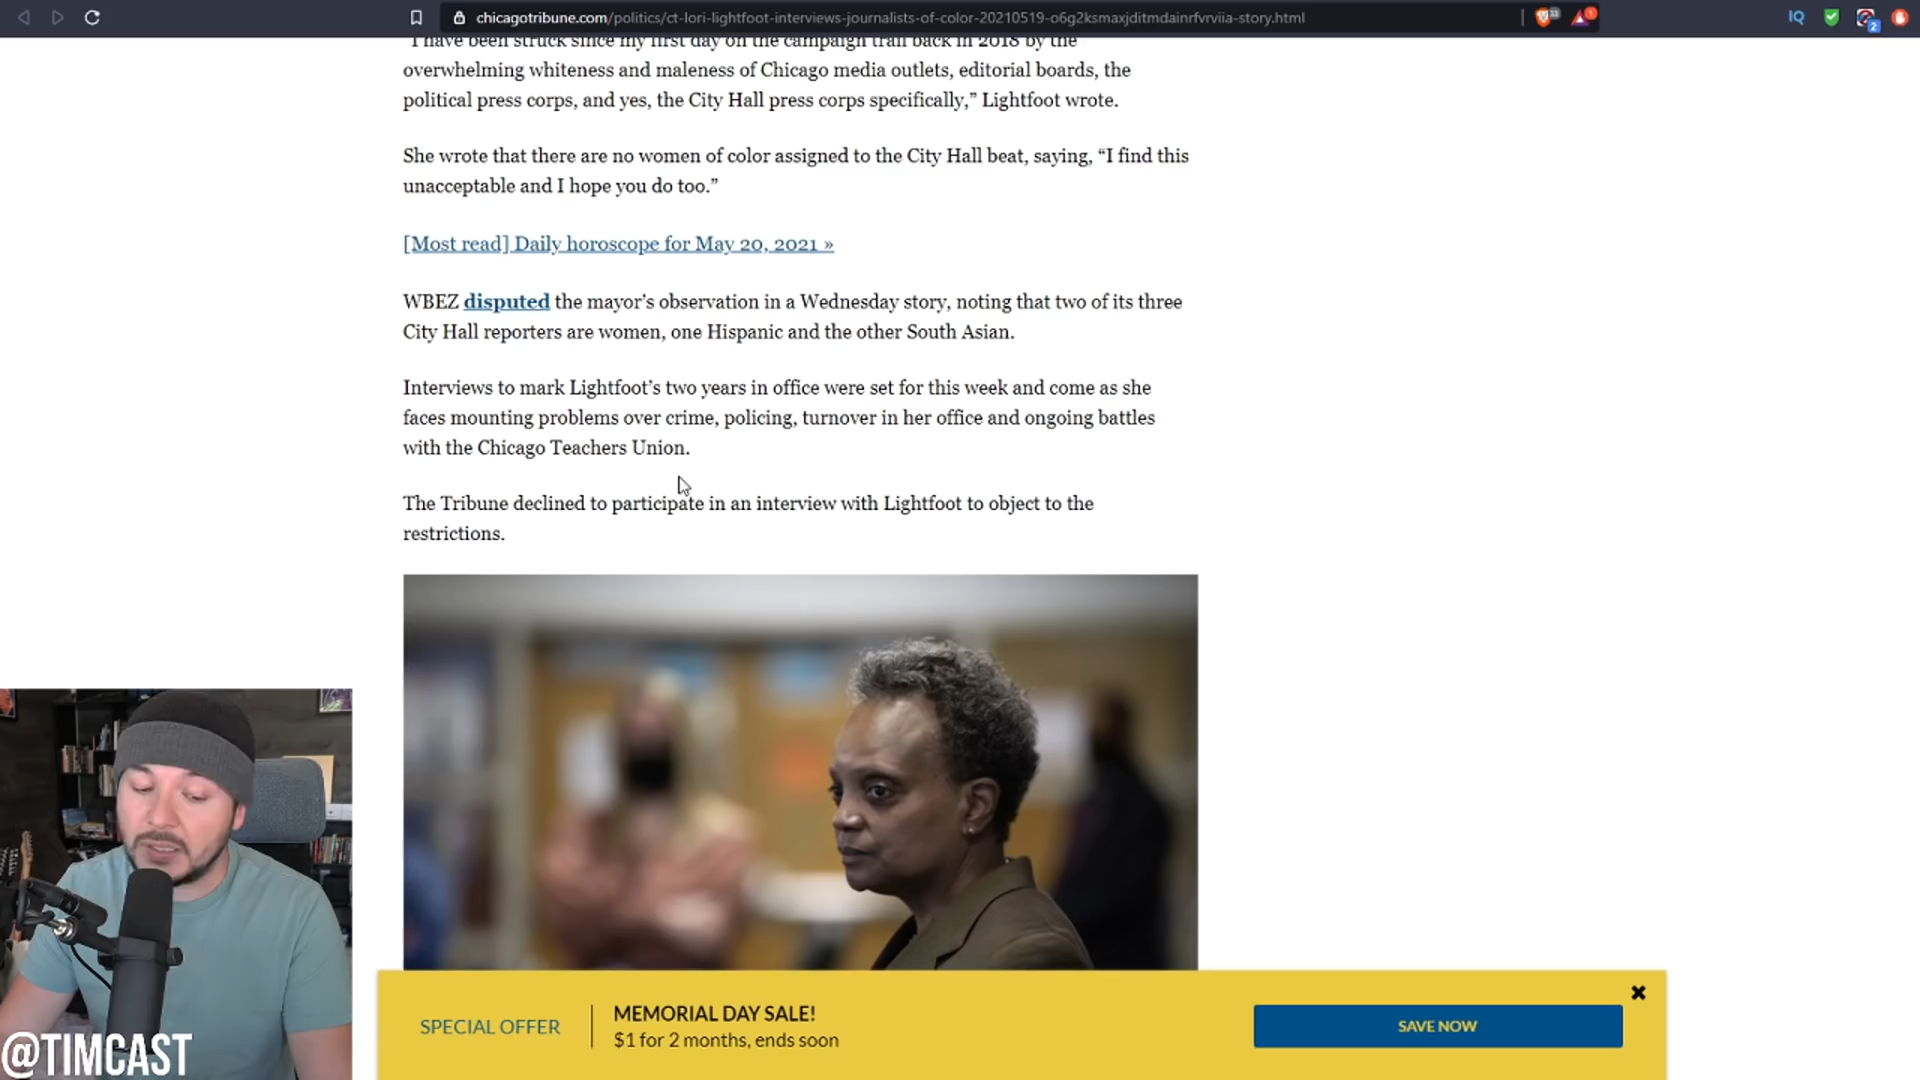 chicagotribune.com/politics/ct-lori-lightfoot-interviews-journalists-of-color-20210519-o6g2ksmaxjditmdainrfvrviia-story.html
IQ
2
"I have been struck since my first day on the campaign trail back in 2018 by the
overwhelming whiteness and maleness of Chicago media outlets, editorial boards, the
political press corps, and yes, the City Hall press corps specifically,” Lightfoot wrote.
She wrote that there are no women of color assigned to the City Hall beat, saying, “I find this
unacceptable and I hope you do too.”
[Most read] Daily horoscope for May 20, 2021 »
WBEZ disputed the mayor’s observation in a Wednesday story, noting that two of its three
City Hall reporters are women, one Hispanic and the other South Asian.
Interviews to mark Lightfoot’s two years in office were set for this week and come as she
faces mounting problems over crime, policing, turnover in her office and ongoing battles
with the Chicago Teachers Union.
The Tribune declined to participate in an interview with Lightfoot to object to the
restrictions.
SPECIAL OFFER
MEMORIAL DAY SALE!
$1 for 2 months, ends soon
SAVE NOW
@TIMCAST